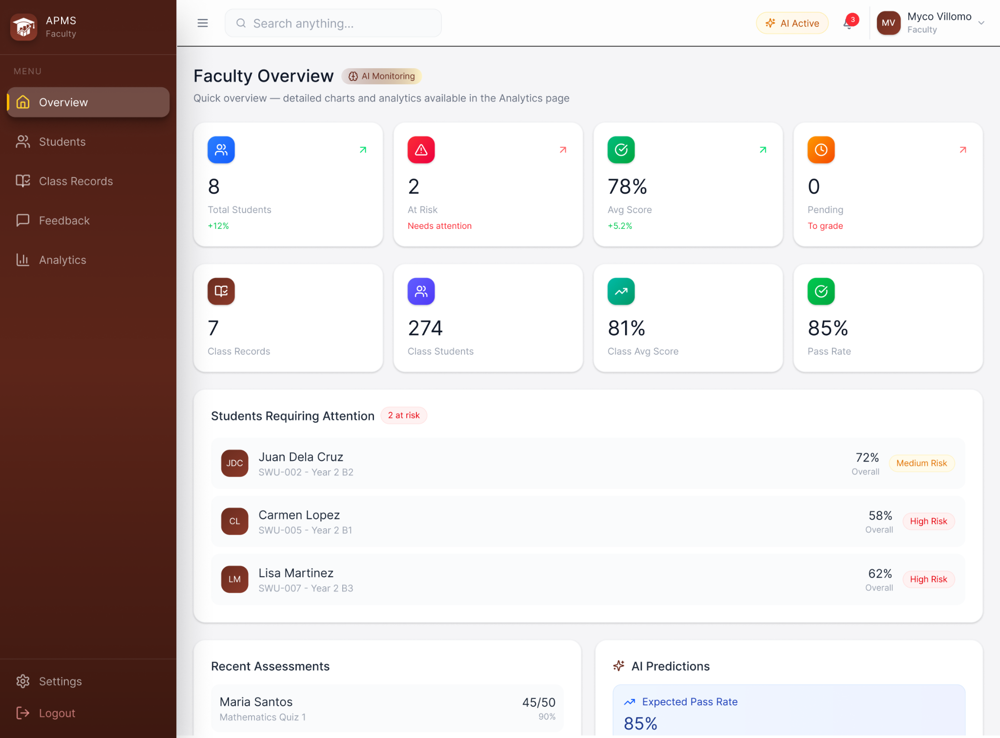 APMS
Faculty
MENU
Overview
Students
Class Records
Feedback
Analytics
Settings
Logout
Search anything...
AI Active
3
MV
Myco Villomo
Faculty
Faculty Overview
AI Monitoring
Quick overview — detailed charts and analytics available in the Analytics page
8
Total Students
+12%
2
At Risk
Needs attention
78%
Avg Score
+5.2%
0
Pending
To grade
7
Class Records
274
Class Students
81%
Class Avg Score
85%
Pass Rate
Students Requiring Attention
2 at risk
JDC
Juan Dela Cruz
SWU-002 - Year 2 B2
72%
Overall
Medium Risk
CL
Carmen Lopez
SWU-005 - Year 2 B1
58%
Overall
High Risk
LM
Lisa Martinez
SWU-007 - Year 2 B3
62%
Overall
High Risk
Recent Assessments
Maria Santos
Mathematics Quiz 1
45/50
90%
AI Predictions
Expected Pass Rate
85%